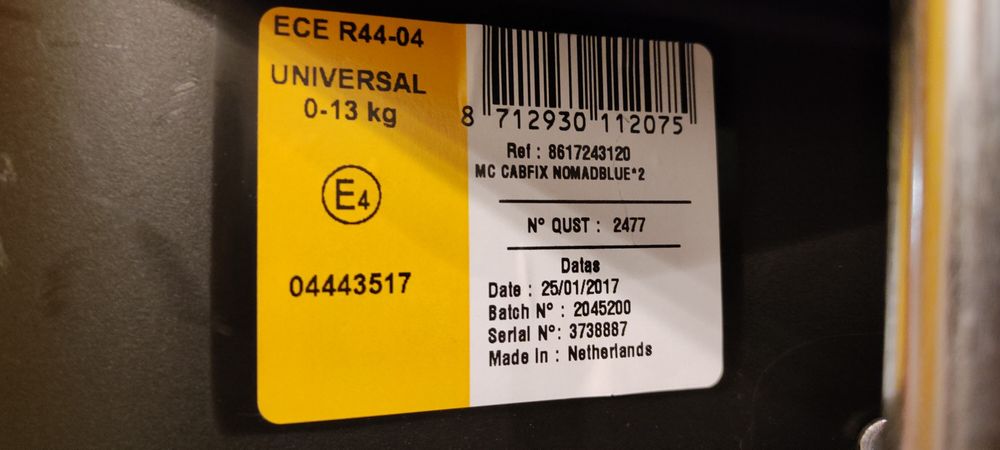 ECE R44-04
UNIVERSAL
0-13 kg
E4
04443517
8 712930 112075
Ref : 8617243120
MC CABFIX NOMADBLUE*2
N° QUST : 2477
Datas
Date : 25/01/2017
Batch N° : 2045200
Serial N°: 3738887
Made In : Netherlands